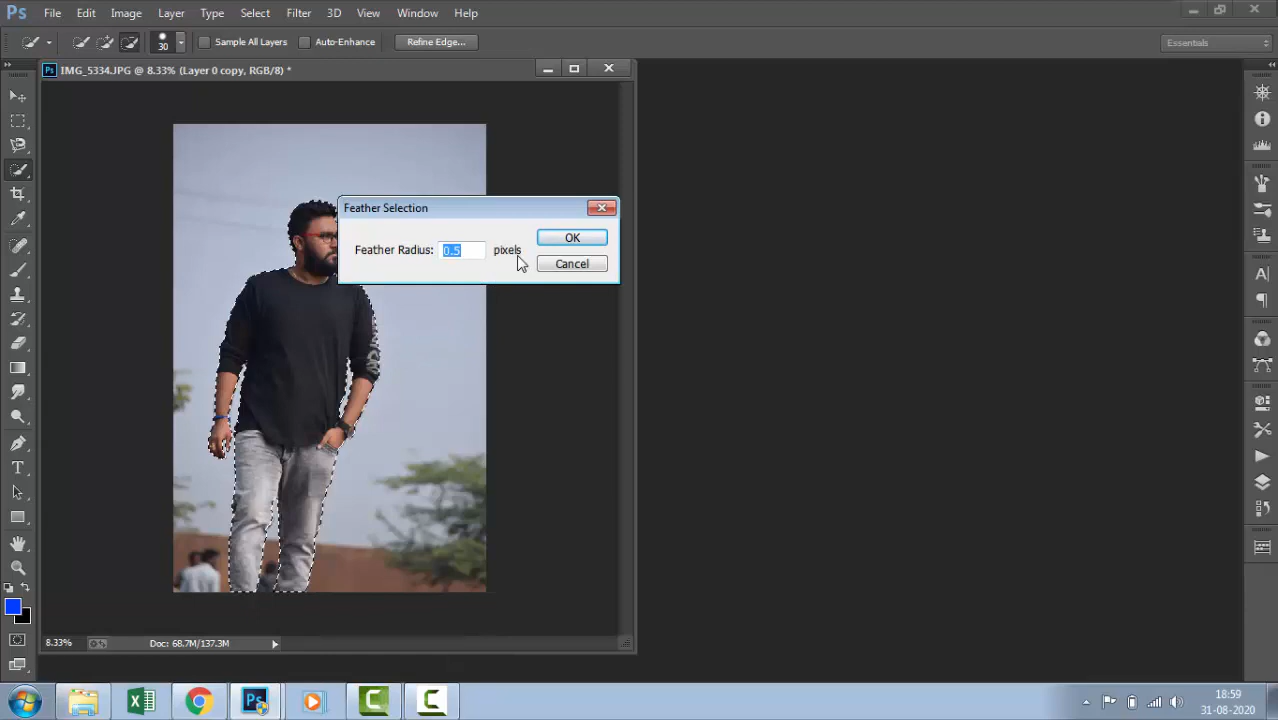 Ps File Edit Image Layer Type Select Filter 3D View Window Help
30 Sample All Layers Auto-Enhance Refine Edge... Essentials
Ps IMG_5334.JPG @ 8.33% (Layer 0 copy, RGB/8) *
Feather Selection
Feather Radius: 0.5 pixels
OK
Cancel
8.33% Doc: 68.7M/137.3M
Ps
18:59
31-08-2020